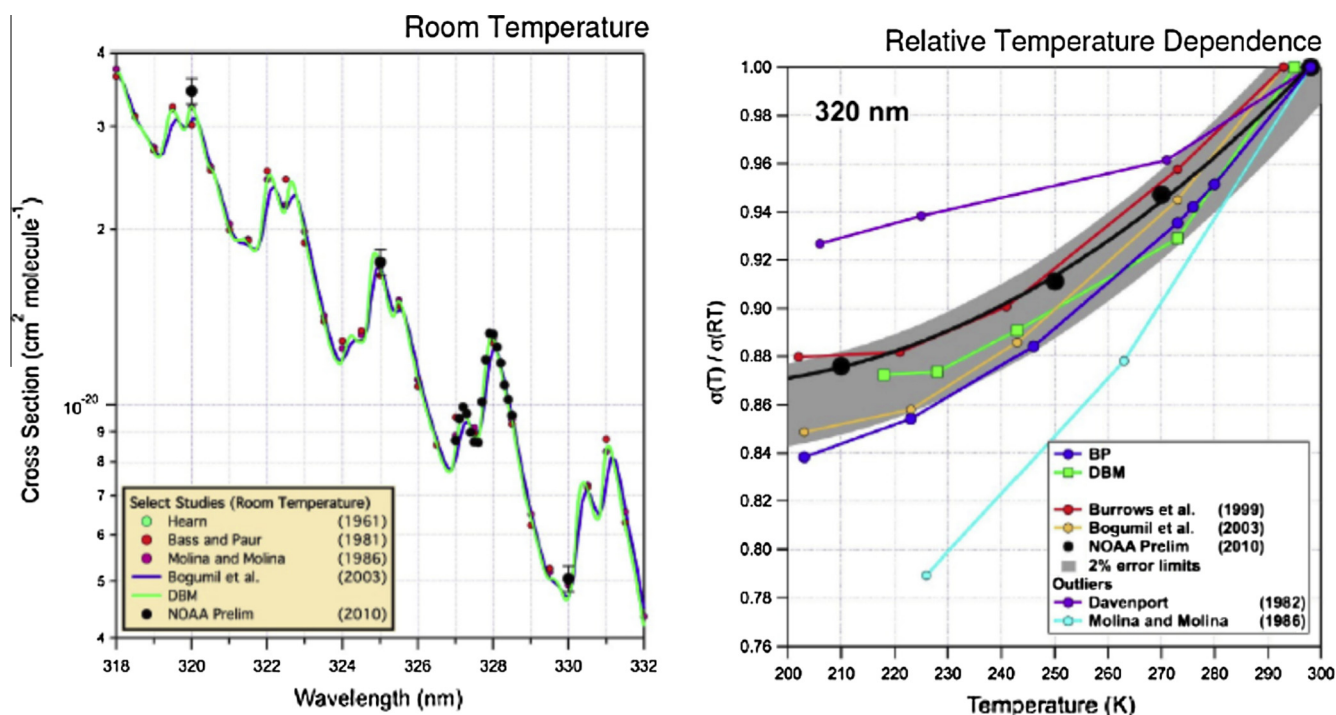 Room Temperature
4
3
2
10^-20
9
8
7
6
5
4
Cross Section (cm² molecule⁻¹)
Select Studies (Room Temperature)
Hearn (1961)
Bass and Paur (1981)
Molina and Molina (1986)
Bogumil et al. (2003)
DBM
NOAA Prelim (2010)
318 320 322 324 326 328 330 332
Wavelength (nm)
Relative Temperature Dependence
320 nm
1.00
0.98
0.96
0.94
0.92
0.90
0.88
0.86
0.84
0.82
0.80
0.78
0.76
σ(T) / σ(RT)
BP
DBM
Burrows et al. (1999)
Bogumil et al. (2003)
NOAA Prelim (2010)
2% error limits
Outliers
Davenport (1982)
Molina and Molina (1986)
200 210 220 230 240 250 260 270 280 290 300
Temperature (K)